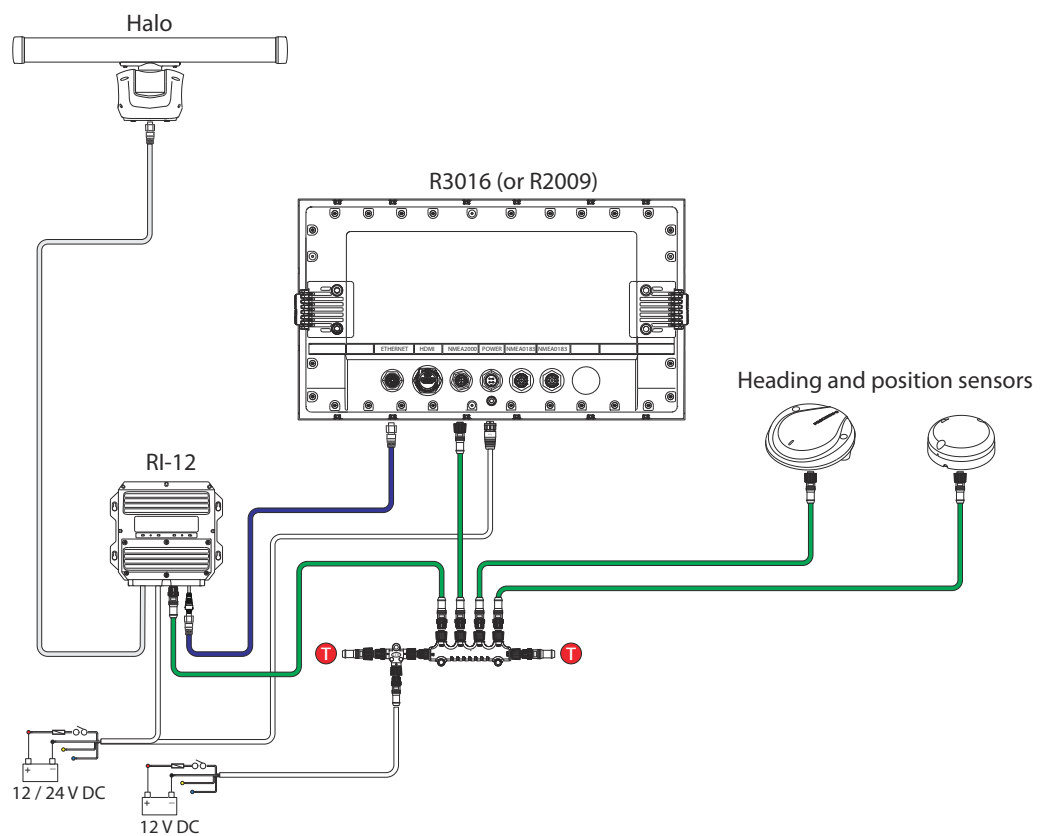 Halo
R3016 (or R2009)
ETHERNET HDMI NMEA2000 POWER NMEA0183 NMEA0183
Heading and position sensors
RI-12
T T
+ −
12 / 24 V DC
+ −
12 V DC